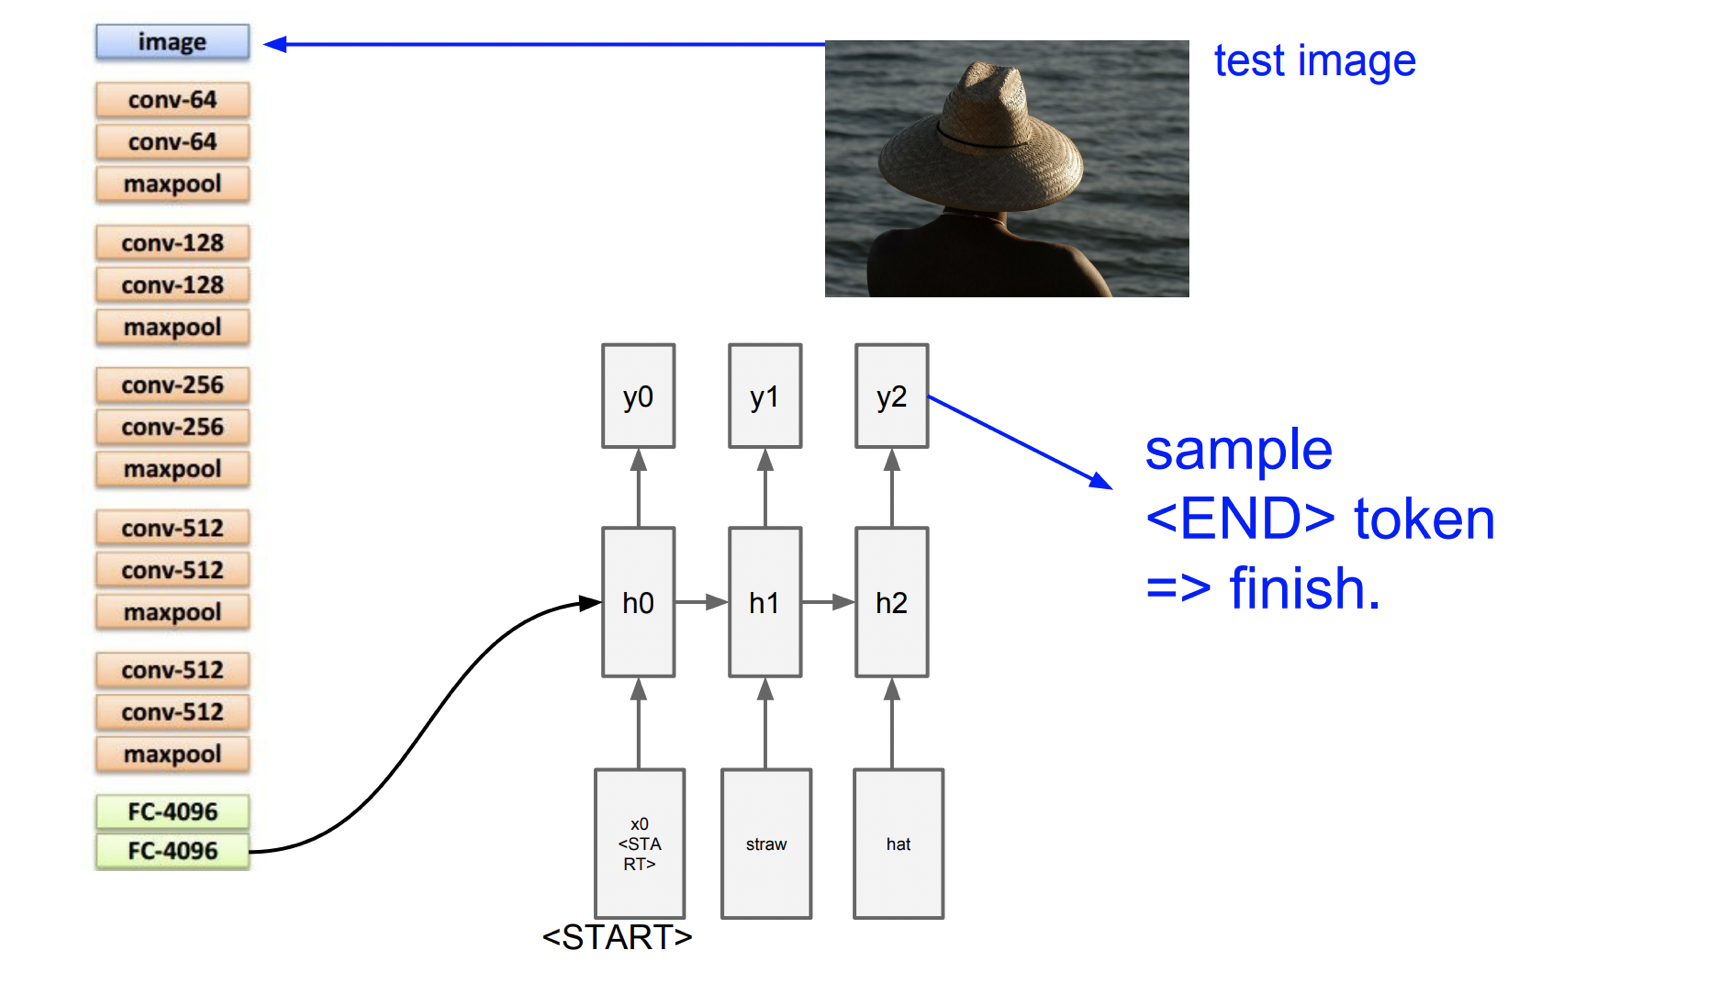 image
conv-64
conv-64
maxpool
conv-128
conv-128
maxpool
conv-256
conv-256
maxpool
conv-512
conv-512
maxpool
conv-512
conv-512
maxpool
FC-4096
FC-4096
test image
y0
y1
y2
sample
<END> token
=> finish.
h0
h1
h2
x0
<STA
RT>
straw
hat
<START>